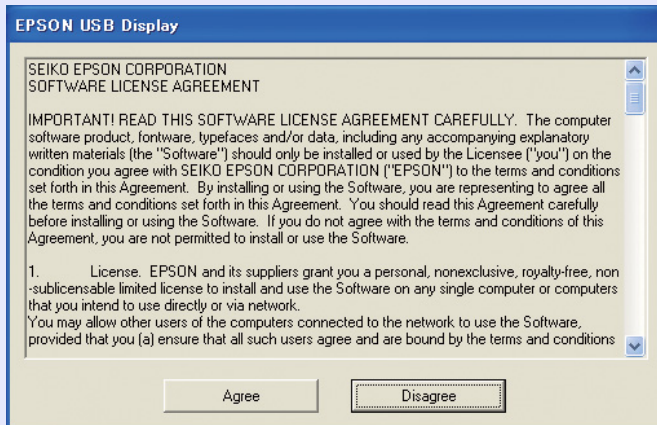 EPSON USB Display
SEIKO EPSON CORPORATION
SOFTWARE LICENSE AGREEMENT
IMPORTANT! READ THIS SOFTWARE LICENSE AGREEMENT CAREFULLY. The computer
software product, fontware, typefaces and/or data, including any accompanying explanatory
written materials (the "Software") should only be installed or used by the Licensee ("you") on the
condition you agree with SEIKO EPSON CORPORATION ("EPSON") to the terms and conditions
set forth in this Agreement. By installing or using the Software, you are representing to agree all
the terms and conditions set forth in this Agreement. You should read this Agreement carefully
before installing or using the Software. If you do not agree with the terms and conditions of this
Agreement, you are not permitted to install or use the Software.
1. License. EPSON and its suppliers grant you a personal, nonexclusive, royalty-free, non
-sublicensable limited license to install and use the Software on any single computer or computers
that you intend to use directly or via network.
You may allow other users of the computers connected to the network to use the Software,
provided that you (a) ensure that all such users agree and are bound by the terms and conditions
Agree
Disagree